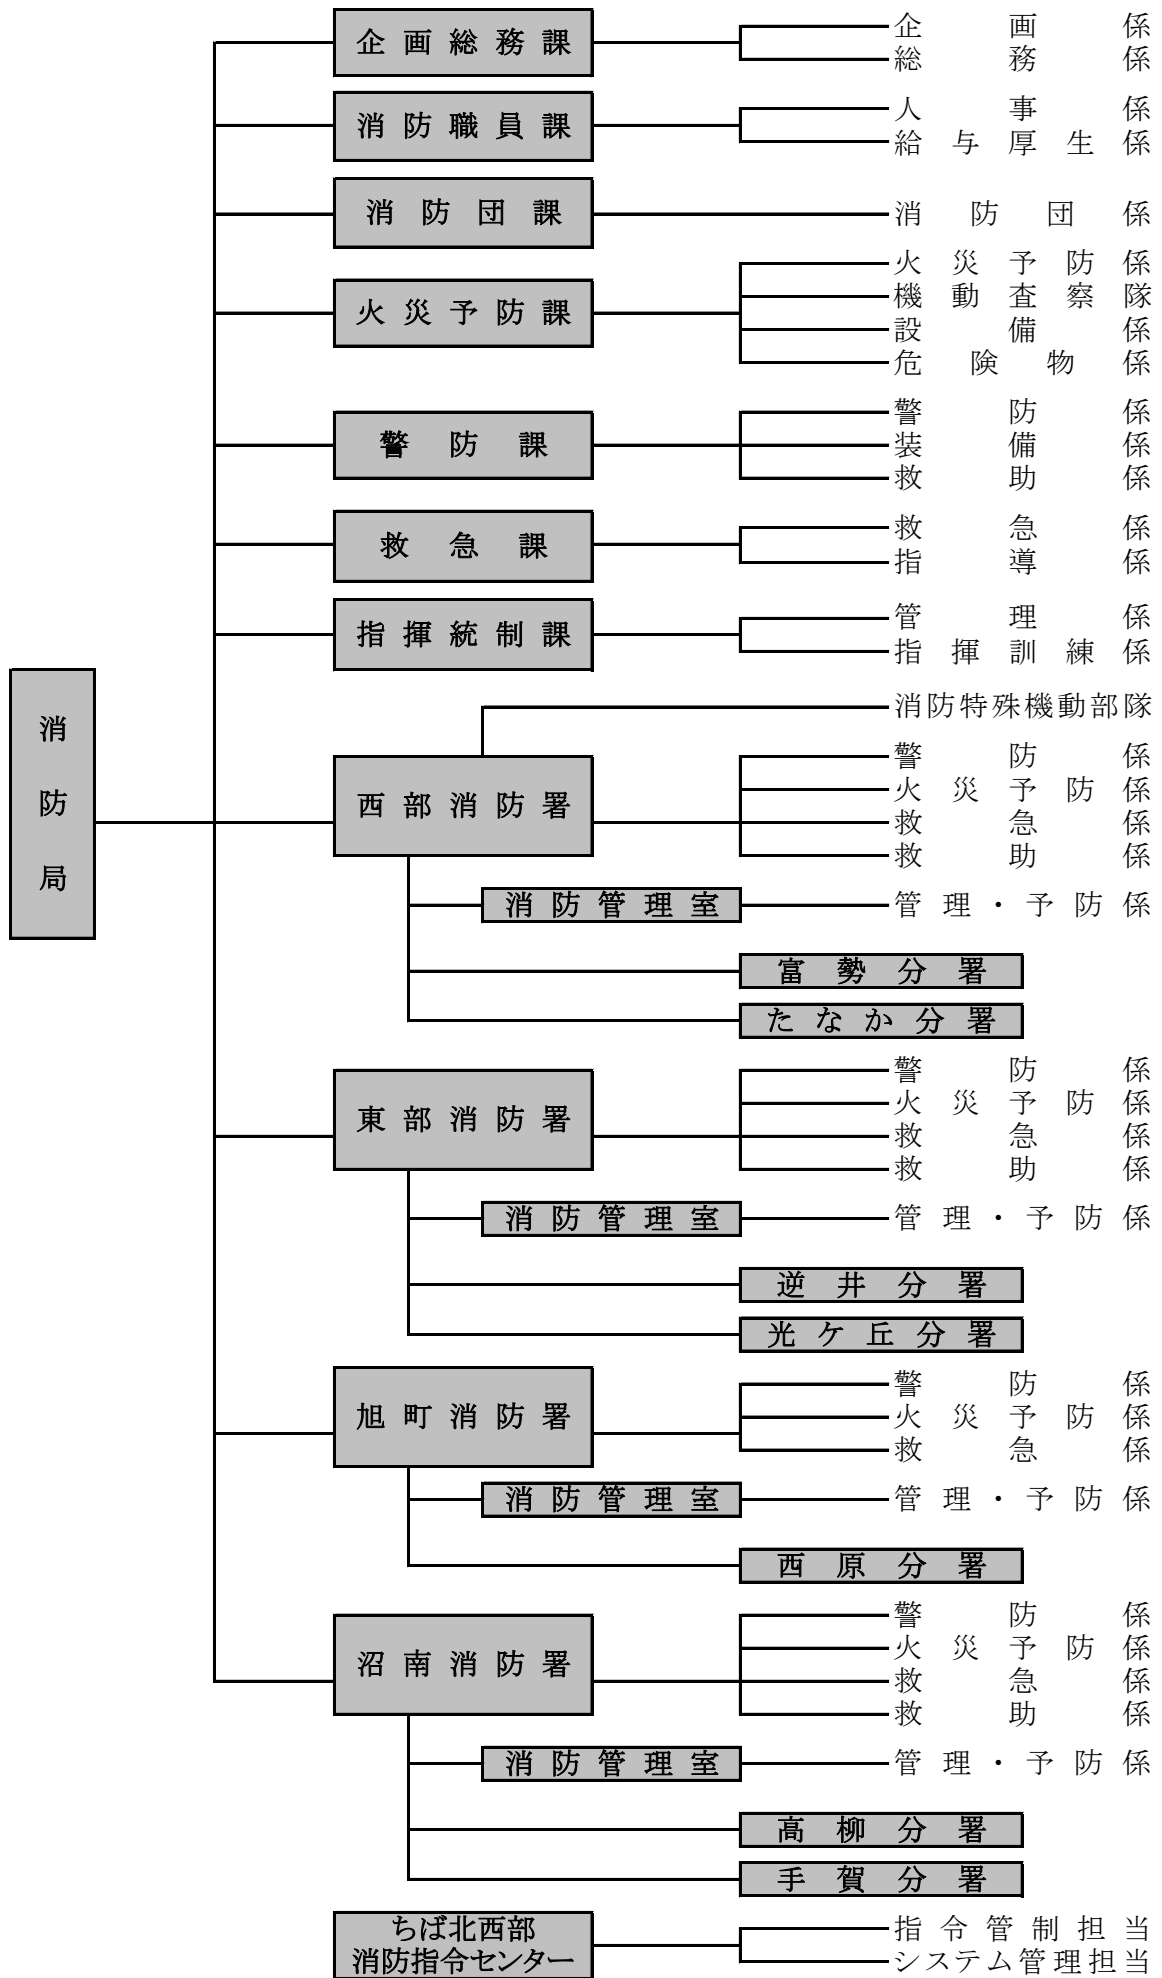 企画総務課
企画係
総務係
消防職員課
人事係
給与厚生係
消防団課
消防団係
火災予防課
火災予防係
機動査察隊
設備係
危険物係
警防課
警防係
装備係
救助係
救急課
救急係
指導係
指揮統制課
管理係
指揮訓練係
消防局
消防特殊機動部隊
西部消防署
警防係
火災予防係
救急係
救助係
消防管理室
管理・予防係
富勢分署
たなか分署
東部消防署
警防係
火災予防係
救急係
救助係
消防管理室
管理・予防係
逆井分署
光ケ丘分署
旭町消防署
警防係
火災予防係
救急係
消防管理室
管理・予防係
西原分署
沼南消防署
警防係
火災予防係
救急係
救助係
消防管理室
管理・予防係
高柳分署
手賀分署
ちば北西部
消防指令センター
指令管制担当
システム管理担当